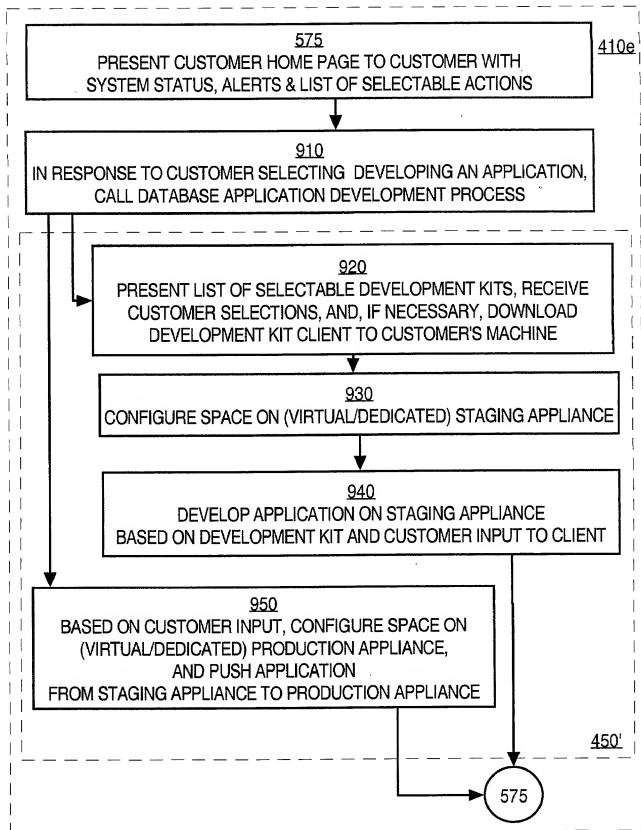 575
PRESENT CUSTOMER HOME PAGE TO CUSTOMER WITH
SYSTEM STATUS, ALERTS & LIST OF SELECTABLE ACTIONS
410e
910
IN RESPONSE TO CUSTOMER SELECTING DEVELOPING AN APPLICATION,
CALL DATABASE APPLICATION DEVELOPMENT PROCESS
920
PRESENT LIST OF SELECTABLE DEVELOPMENT KITS, RECEIVE
CUSTOMER SELECTIONS, AND, IF NECESSARY, DOWNLOAD
DEVELOPMENT KIT CLIENT TO CUSTOMER'S MACHINE
930
CONFIGURE SPACE ON (VIRTUAL/DEDICATED) STAGING APPLIANCE
940
DEVELOP APPLICATION ON STAGING APPLIANCE
BASED ON DEVELOPMENT KIT AND CUSTOMER INPUT TO CLIENT
950
BASED ON CUSTOMER INPUT, CONFIGURE SPACE ON
(VIRTUAL/DEDICATED) PRODUCTION APPLIANCE,
AND PUSH APPLICATION
FROM STAGING APPLIANCE TO PRODUCTION APPLIANCE
450'
575